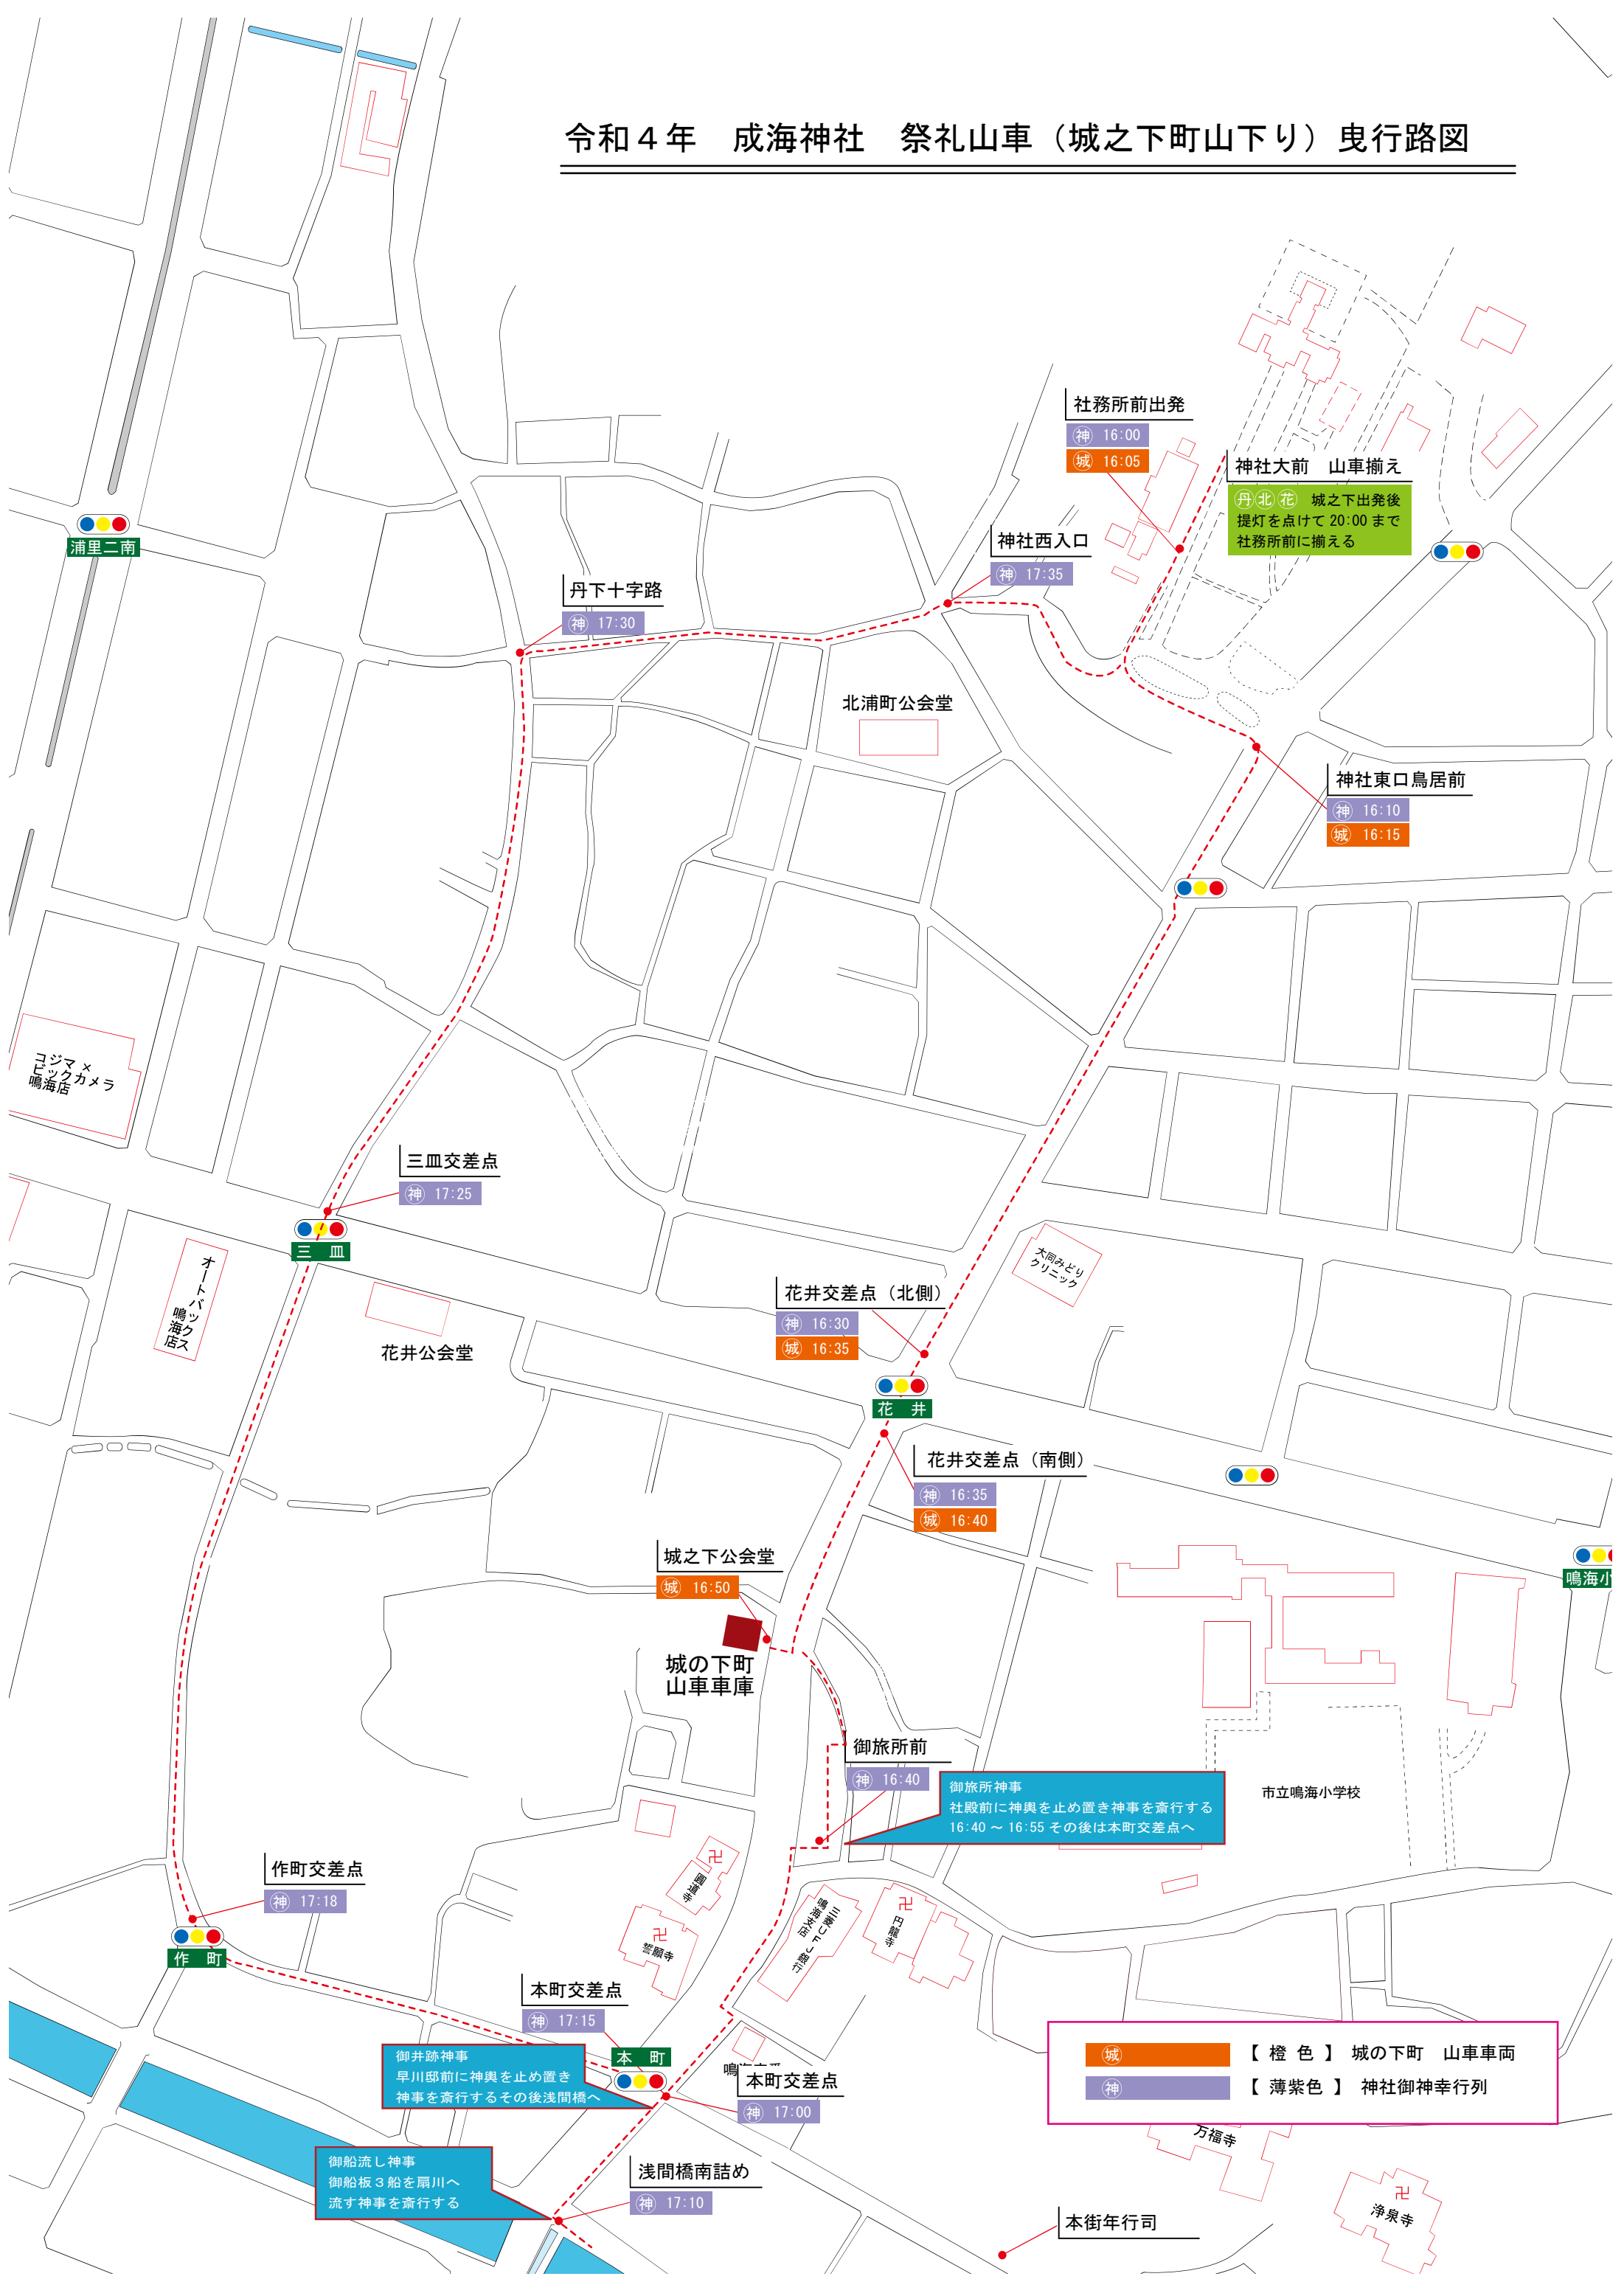 令和４年　成海神社　祭礼山車（城之下町山下り）曳行路図
社務所前出発
神 16:00
城 16:05
神社大前　山車揃え
丹 北 花　城之下出発後
提灯を点けて 20:00 まで
社務所前に揃える
神社西入口
神 17:35
浦里二南
丹下十字路
神 17:30
北浦町公会堂
神社東口鳥居前
神 16:10
城 16:15
コジマ×
ビックカメラ
鳴海店
三皿交差点
神 17:25
三　皿
オートバックス
鳴海店
花井公会堂
大同みどり
クリニック
花井交差点（北側）
神 16:30
城 16:35
花　井
花井交差点（南側）
神 16:35
城 16:40
鳴海小
城之下公会堂
城 16:50
城の下町
山車車庫
御旅所前
神 16:40
御旅所神事
社殿前に神輿を止め置き神事を斎行する
16:40 ～ 16:55 その後は本町交差点へ
市立鳴海小学校
作町交差点
神 17:18
作　町
卍
圓道寺
卍
誓願寺
三菱ＵＦＪ銀行
鳴海支店
卍
円龍寺
本町交差点
神 17:15
本　町
御井跡神事
早川邸前に神輿を止め置き
神事を斎行するその後浅間橋へ
鳴海
本町交差点
神 17:00
城　【 橙 色 】 城の下町　山車車両
神　【 薄紫色 】 神社御神幸行列
万福寺
御船流し神事
御船板３船を扇川へ
流す神事を斎行する
浅間橋南詰め
神 17:10
本街年行司
卍
浄泉寺